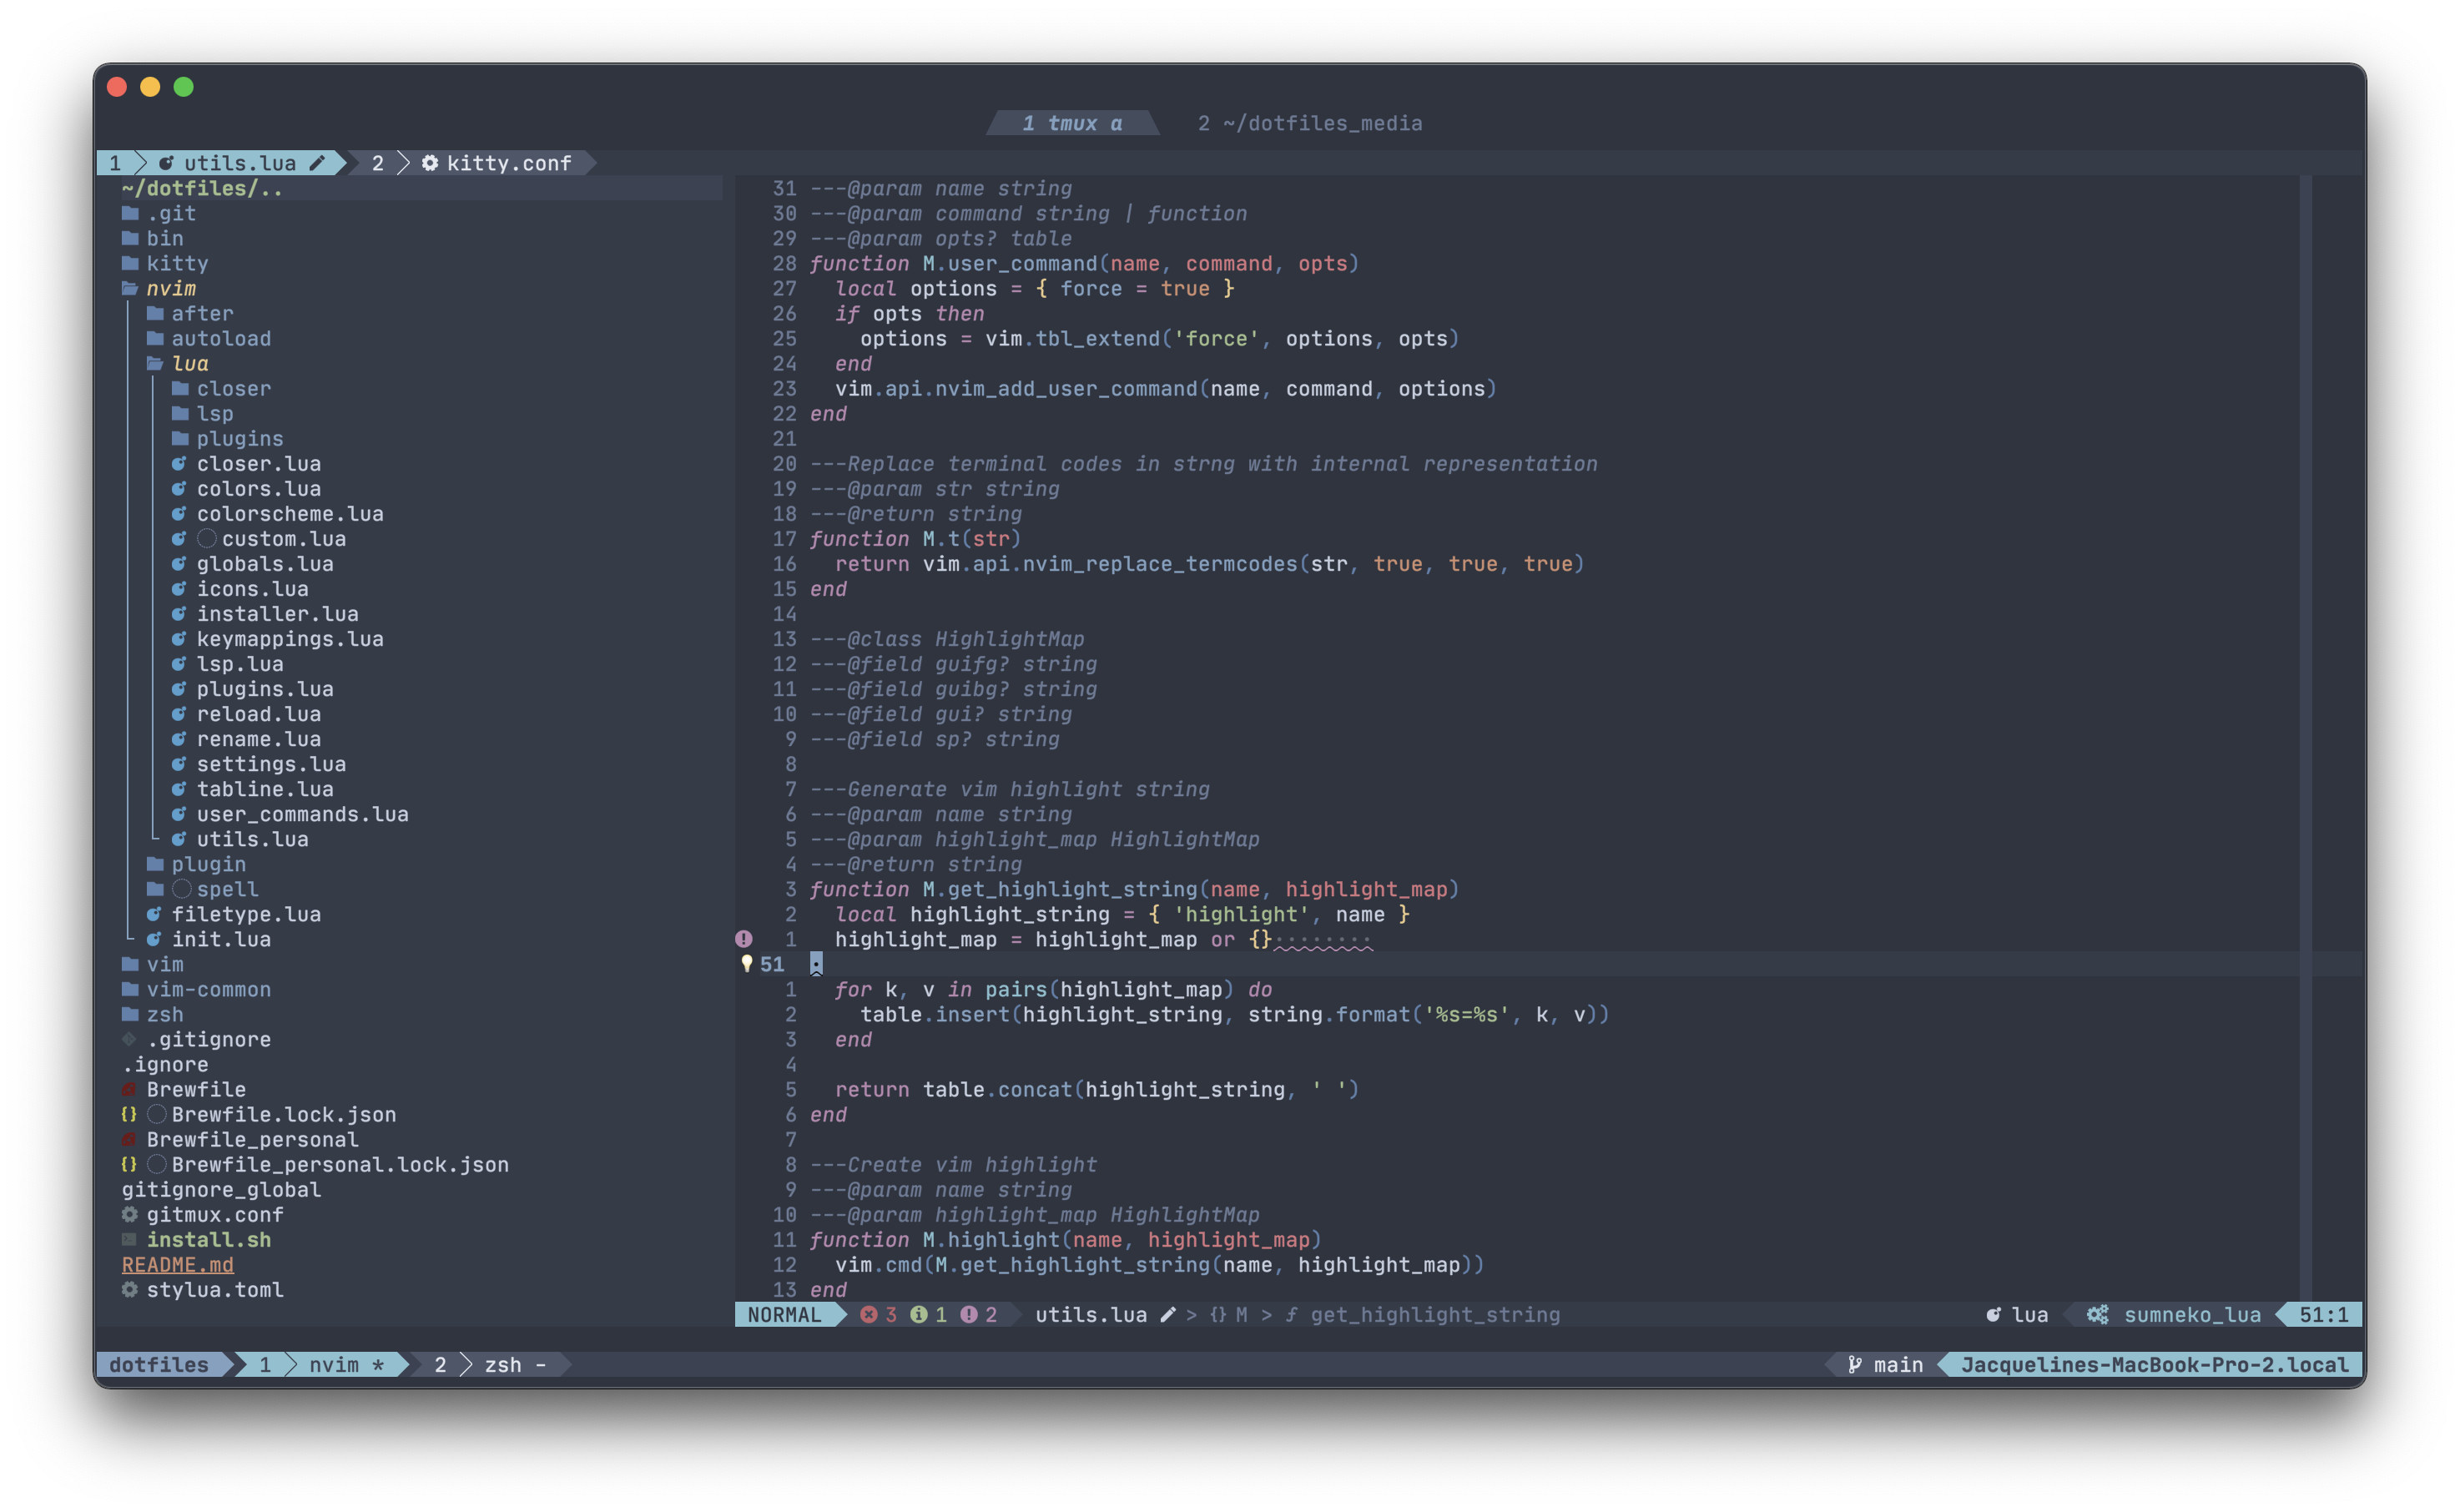 1 tmux a 2 ~/dotfiles_media
1 utils.lua 2 kitty.conf
~/dotfiles/..
.git
bin
kitty
nvim
after
autoload
lua
closer
lsp
plugins
closer.lua
colors.lua
colorscheme.lua
custom.lua
globals.lua
icons.lua
installer.lua
keymappings.lua
lsp.lua
plugins.lua
reload.lua
rename.lua
settings.lua
tabline.lua
user_commands.lua
utils.lua
plugin
spell
filetype.lua
init.lua
vim
vim-common
zsh
.gitignore
.ignore
Brewfile
{} Brewfile.lock.json
Brewfile_personal
{} Brewfile_personal.lock.json
gitignore_global
gitmux.conf
install.sh
README.md
stylua.toml
31 ---@param name string
30 ---@param command string | function
29 ---@param opts? table
28 function M.user_command(name, command, opts)
27   local options = { force = true }
26   if opts then
25     options = vim.tbl_extend('force', options, opts)
24   end
23   vim.api.nvim_add_user_command(name, command, options)
22 end
21
20 ---Replace terminal codes in strng with internal representation
19 ---@param str string
18 ---@return string
17 function M.t(str)
16   return vim.api.nvim_replace_termcodes(str, true, true, true)
15 end
14
13 ---@class HighlightMap
12 ---@field guifg? string
11 ---@field guibg? string
10 ---@field gui? string
9 ---@field sp? string
8
7 ---Generate vim highlight string
6 ---@param name string
5 ---@param highlight_map HighlightMap
4 ---@return string
3 function M.get_highlight_string(name, highlight_map)
2   local highlight_string = { 'highlight', name }
1   highlight_map = highlight_map or {}········
51 ·
1   for k, v in pairs(highlight_map) do
2     table.insert(highlight_string, string.format('%s=%s', k, v))
3   end
4
5   return table.concat(highlight_string, ' ')
6 end
7
8 ---Create vim highlight
9 ---@param name string
10 ---@param highlight_map HighlightMap
11 function M.highlight(name, highlight_map)
12   vim.cmd(M.get_highlight_string(name, highlight_map))
13 end
NORMAL 3 1 2 utils.lua > {} M > ƒ get_highlight_string lua sumneko_lua 51:1
dotfiles 1 nvim * 2 zsh - main Jacquelines-MacBook-Pro-2.local